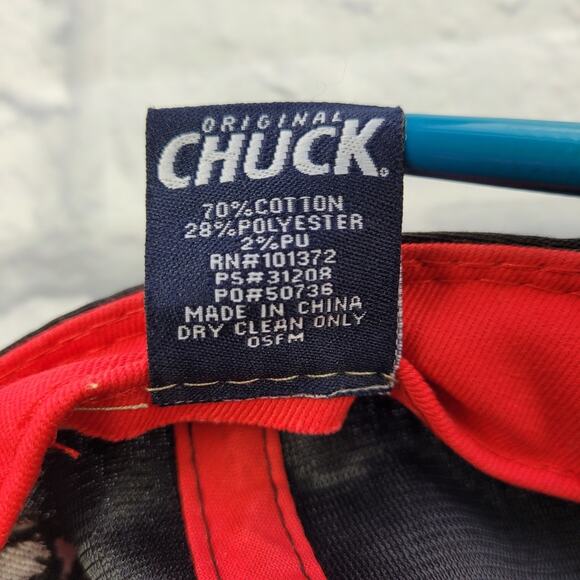 ORIGINAL
CHUCK®
70%COTTON
28%POLYESTER
2%PU
RN#101372
PS#31208
PO#50736
MADE IN CHINA
DRY CLEAN ONLY
OSFM